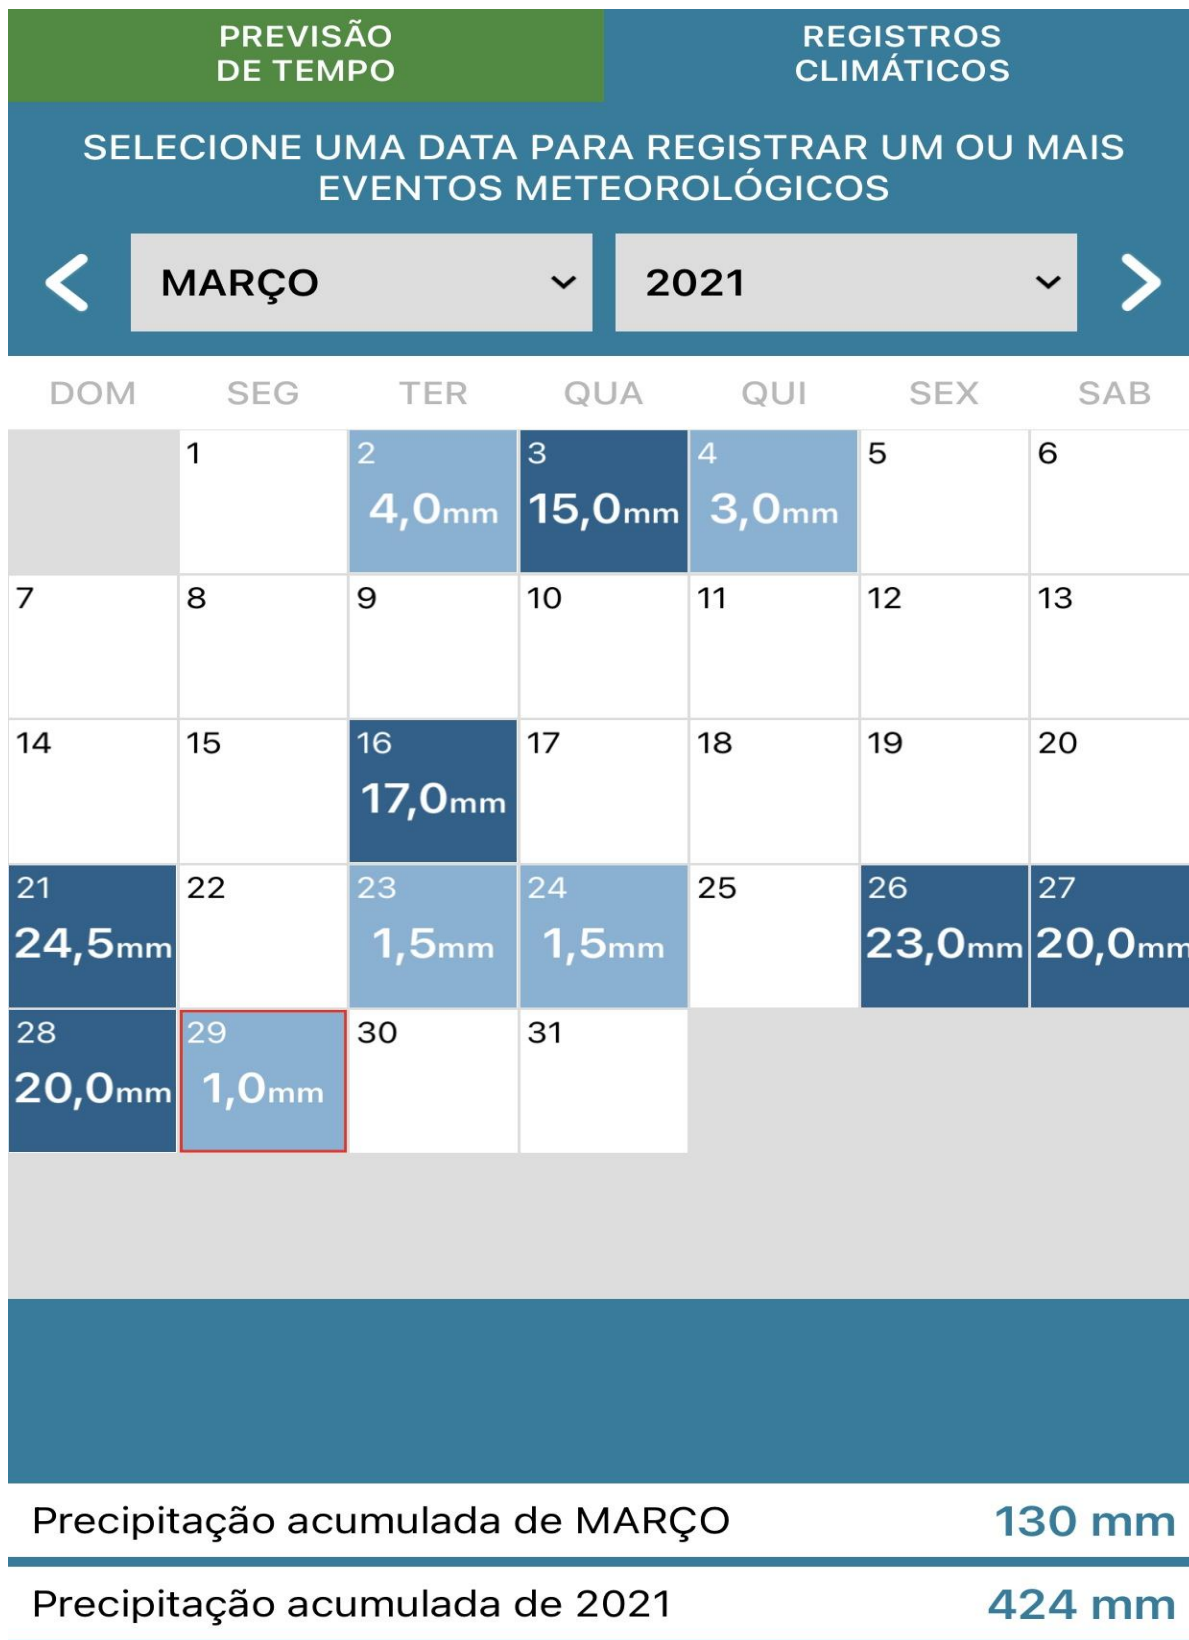 PREVISÃO
DE TEMPO
REGISTROS
CLIMÁTICOS
SELECIONE UMA DATA PARA REGISTRAR UM OU MAIS
EVENTOS METEOROLÓGICOS
MARÇO 2021
DOM SEG TER QUA QUI SEX SAB
1 2 3 4 5 6
4,0mm 15,0mm 3,0mm
7 8 9 10 11 12 13
14 15 16 17 18 19 20
17,0mm
21 22 23 24 25 26 27
24,5mm 1,5mm 1,5mm 23,0mm 20,0mm
28 29 30 31
20,0mm 1,0mm
Precipitação acumulada de MARÇO 130 mm
Precipitação acumulada de 2021 424 mm